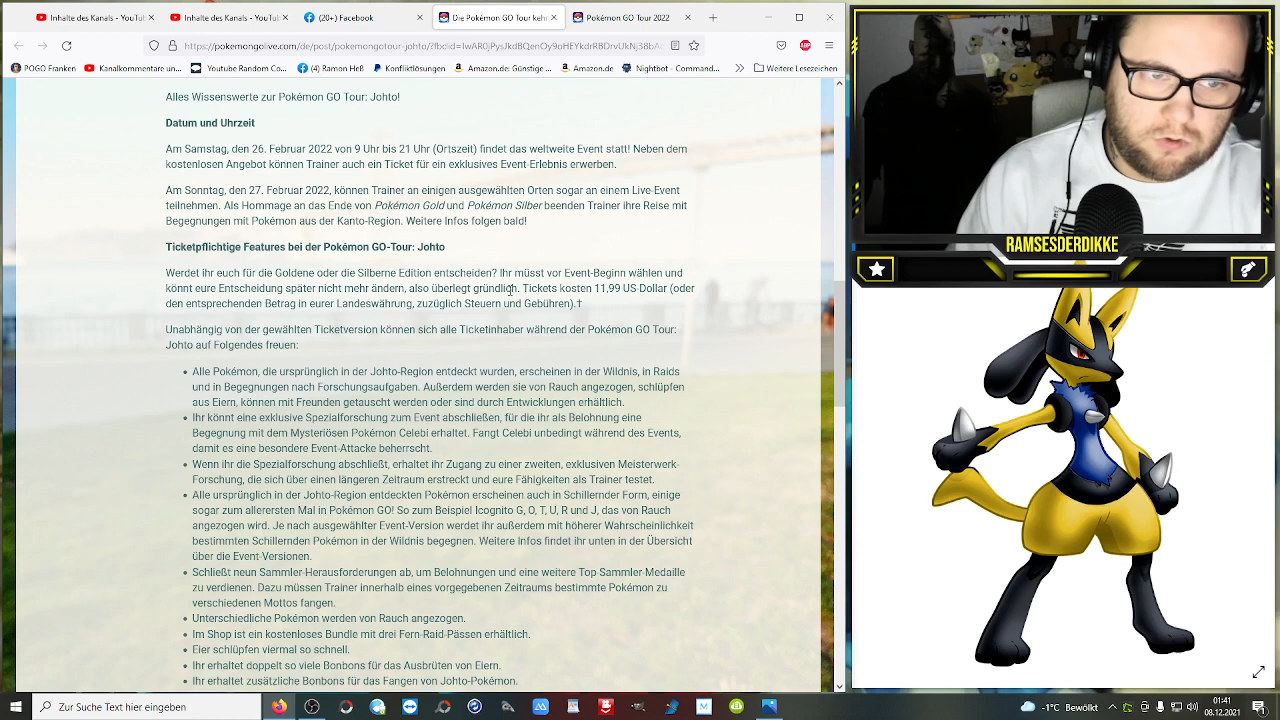 Inhalte des Kanals - YouTub
Inhalte des Kanals - YouTub
(4) Facebook
Die Pokémon GO Tour kehrt
Pokémon GO Tour 2022
https://pokemongolive.com/de/post/pokemongotour-johto/?fbclid=IwAR0jPysJkdBQenOy9oHEYkdrRBDrvUkNj38bA
POGO Franken
Kanalkommentare un...
Youtube Random Co...
(4) Simon Hess
Konfliktlösungen
Amazon.de: Günstige ...
Amazon.de
Nightbot - Command...
Weitere Lesezeichen
Alles Wissenswerte zur Pokémon GO Tour: Johto!
Datum und Uhrzeit
Am Samstag, den 26. Februar 2022 von 9 Uhr bis 21 Uhr (Ortszeit) findet das weltweite Event statt! Neben dem
kostenlosen Angebot können Trainer auch ein Ticket für ein exklusives Event-Erlebnis erwerben.
Am Sonntag, den 27. Februar 2022, können Trainer an einigen ausgewählten Orten sogar an einem Live-Event
teilnehmen. Als Hommage an das Ende von Pokémon Gold und Pokémon Silber beenden Trainer ihre Reise mit
Begegnungen mit Pokémon aus der Kanto-Region. Weitere Infos folgen bald!
Ticketpflichtige Features bei der Pokémon GO-Tour: Johto
Werdet ihr euch für die Goldene oder die Silberne Edition entscheiden? Ihr müsst vor Event-Beginn wählen und
könnt eure Entscheidung später nicht mehr ändern, also überlegt gründlich. Tickets kosten 11,99 US-Dollar (oder
den entsprechenden Betrag in eurer Landeswährung, zuzüglich Steuern und Gebühren).†
Unabhängig von der gewählten Ticketversion können sich alle Ticketinhaber während der Pokémon GO Tour:
Johto auf Folgendes freuen:
Alle Pokémon, die ursprünglich in der Johto-Region entdeckt wurden, erscheinen in der Wildnis, in Raids
und in Begegnungen nach Forschungsaufgaben. Außerdem werden sie von Rauch angezogen, schlüpfen
aus Eiern, können mit Freunden getauscht werden oder sind durch Entwicklungen erhältlich.
Ihr könnt eine exklusive Spezialforschung zum Event abschließen, für die ihr als Belohnung eine
Begegnung mit dem Mysteriösen Pokémon Celebi erhaltet. Fangt Celebi unbedingt während des Events,
damit es eine besondere Event-Attacke beherrscht.
Wenn ihr die Spezialforschung abschließt, erhaltet ihr Zugang zu einer zweiten, exklusiven Meisterwerk-
Forschung, die sich über einen längeren Zeitraum erstreckt und eure Fähigkeiten als Trainer testet.
Alle ursprünglich in der Johto-Region entdeckten Pokémon erscheinen auch in Schillernder Form, einige
sogar zum allerersten Mal in Pokémon GO! So zum Beispiel Icognito G, O, T, U, R und J, das von Rauch
angezogen wird. Je nach ausgewählter Event-Version werdet ihr außerdem mit höherer Wahrscheinlichkeit
bestimmten Schillernden Pokémon in der Wildnis begegnen. Weitere Infos findet ihr unten in der Übersicht
über die Event-Versionen.
Schließt neun Sammler-Herausforderungen ab, um Belohnungen und eine weitere Top-Sammler-Medaille
zu verdienen. Dazu müssen Trainer innerhalb eines vorgegebenen Zeitraums bestimmte Pokémon zu
verschiedenen Mottos fangen.
Unterschiedliche Pokémon werden von Rauch angezogen.
Im Shop ist ein kostenloses Bundle mit drei Fern-Raid-Pässen erhältlich.
Eier schlüpfen viermal so schnell.
Ihr erhaltet doppelt so viele Bonbons für das Ausbrüten von Eiern.
Ihr erhaltet zusätzliche Bonbons für das Fangen von Johto-Pokémon.
RAMSESDERDIKKE
Zur Suche Text hier eingeben
01:41
08.12.2021